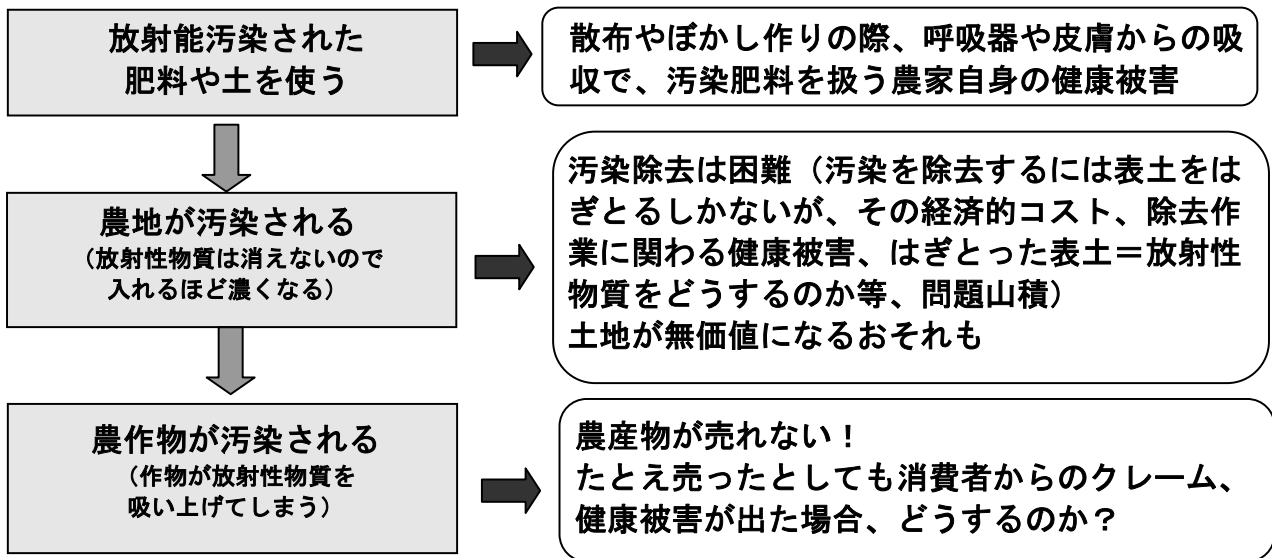 放射能汚染された
肥料や土を使う
散布やぼかし作りの際、呼吸器や皮膚からの吸
収で、汚染肥料を扱う農家自身の健康被害
農地が汚染される
（放射性物質は消えないので
入れるほど濃くなる）
汚染除去は困難（汚染を除去するには表土をは
ぎとるしかないが、その経済的コスト、除去作
業に関わる健康被害、はぎとった表土＝放射性
物質をどうするのか等、問題山積）
土地が無価値になるおそれも
農作物が汚染される
（作物が放射性物質を
吸い上げてしまう）
農産物が売れない！
たとえ売ったとしても消費者からのクレーム、
健康被害が出た場合、どうするのか？